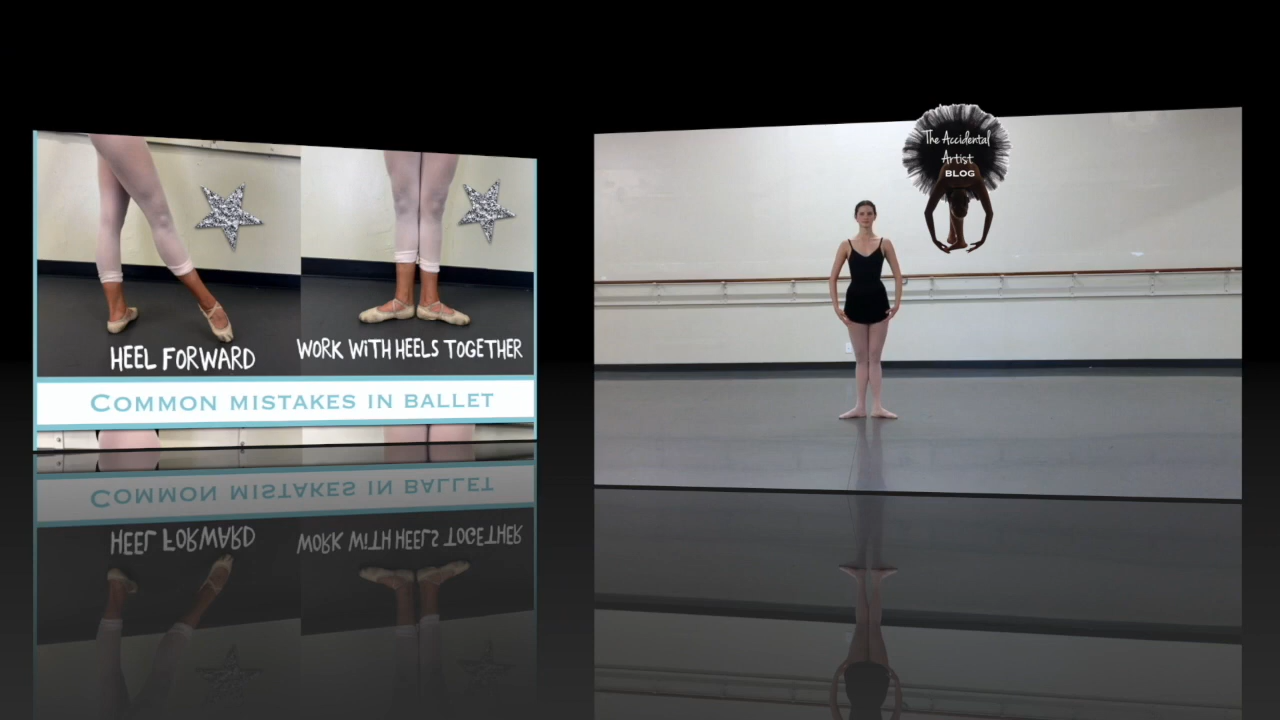 HEEL FORWARD
WORK WITH HEELS TOGETHER
COMMON MISTAKES IN BALLET
The Accidental
Artist
BLOG